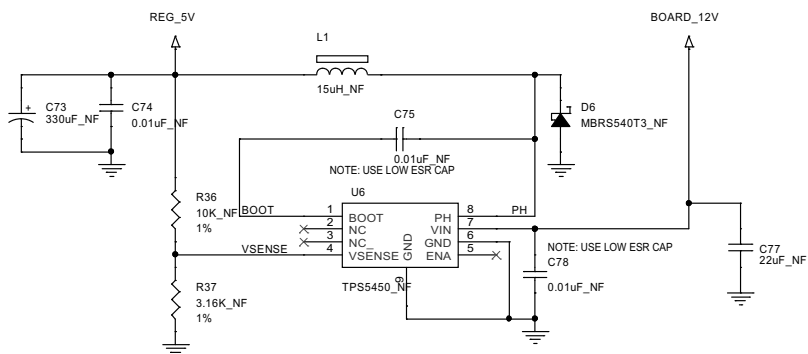 REG_5V
BOARD_12V
L1
15uH_NF
C73
330uF_NF
C74
0.01uF_NF
C75
0.01uF_NF
NOTE: USE LOW ESR CAP
D6
MBRS540T3_NF
U6
R36
10K_NF
1%
BOOT
1
2
3
4
BOOT
NC
NC_
VSENSE
GND
9
PH
VIN
GND
ENA
8
7
6
5
PH
VSENSE
TPS5450_NF
NOTE: USE LOW ESR CAP
C78
0.01uF_NF
C77
22uF_NF
R37
3.16K_NF
1%
+